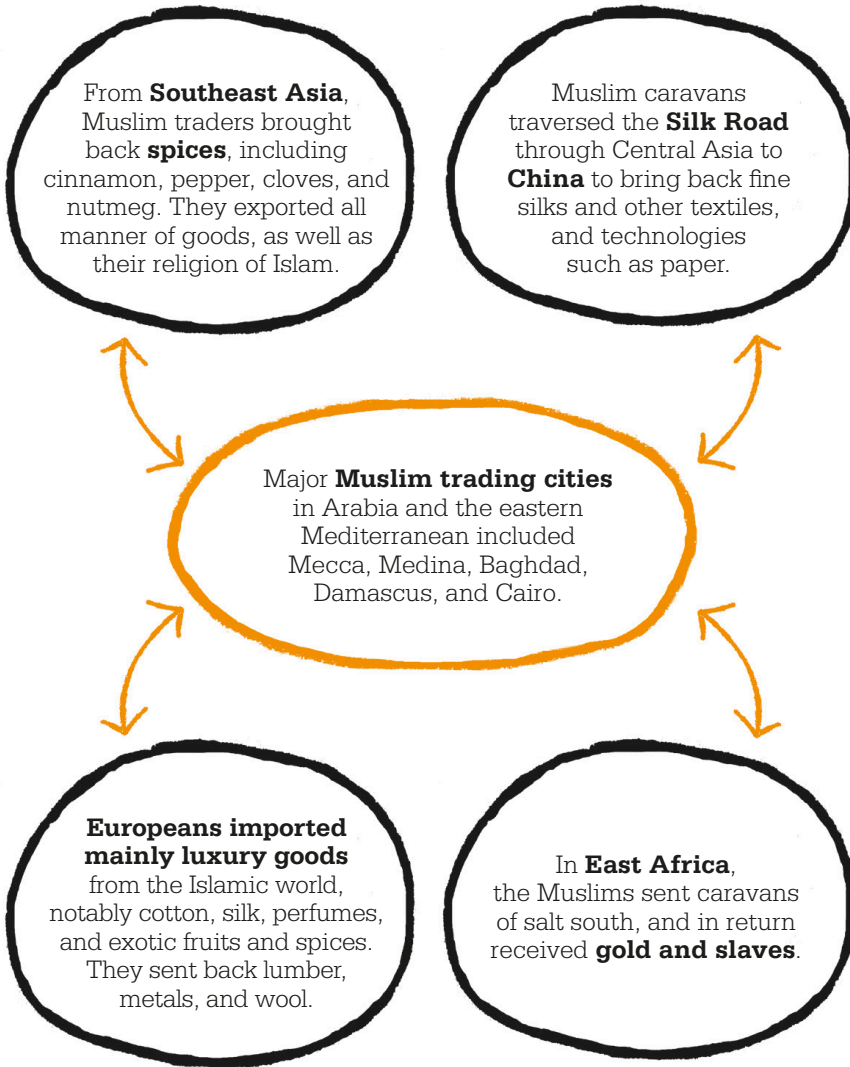 From Southeast Asia,
Muslim traders brought
back spices, including
cinnamon, pepper, cloves, and
nutmeg. They exported all
manner of goods, as well as
their religion of Islam.
Muslim caravans
traversed the Silk Road
through Central Asia to
China to bring back fine
silks and other textiles,
and technologies
such as paper.
Major Muslim trading cities
in Arabia and the eastern
Mediterranean included
Mecca, Medina, Baghdad,
Damascus, and Cairo.
Europeans imported
mainly luxury goods
from the Islamic world,
notably cotton, silk, perfumes,
and exotic fruits and spices.
They sent back lumber,
metals, and wool.
In East Africa,
the Muslims sent caravans
of salt south, and in return
received gold and slaves.